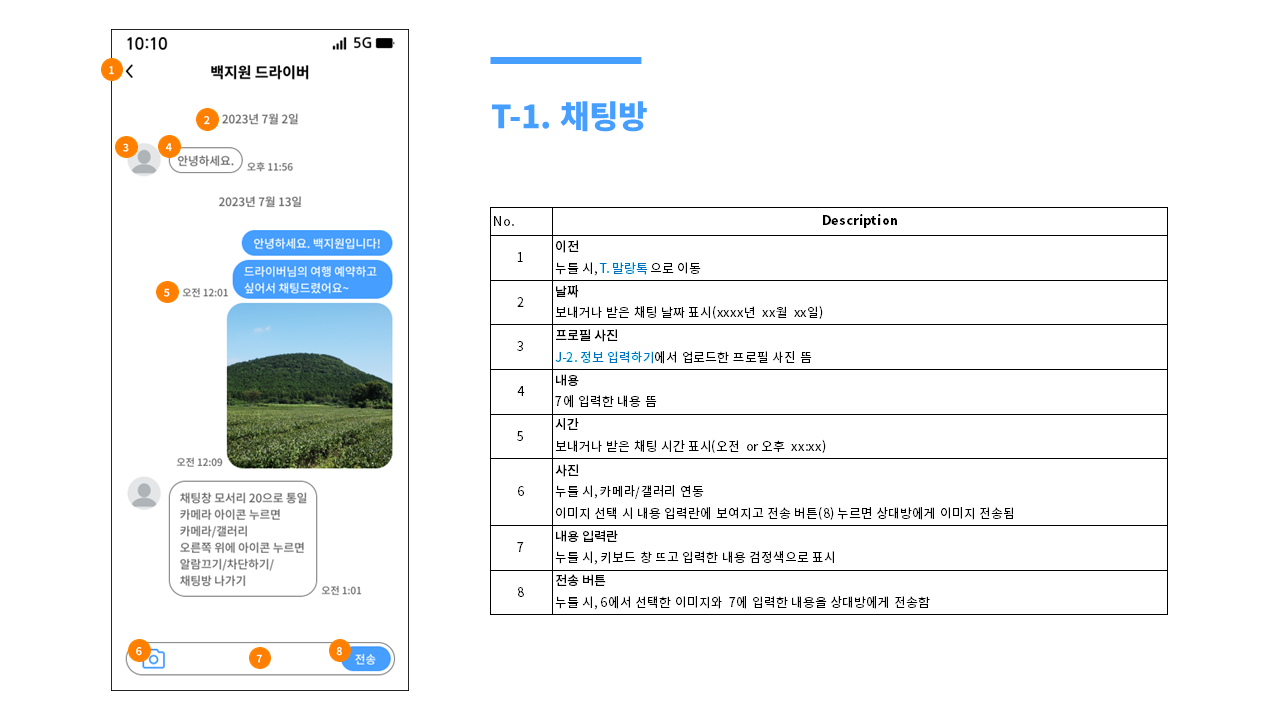 10:10
5G
1
백지원 드라이버
2
2023년 7월 2일
3
4
안녕하세요.
오후 11:56
2023년 7월 13일
안녕하세요. 백지원입니다!
드라이버님의 여행 예약하고
싶어서 채팅드렸어요~
5
오전 12:01
오전 12:09
채팅창 모서리 20으로 통일
카메라 아이콘 누르면
카메라/갤러리
오른쪽 위에 아이콘 누르면
알람끄기/차단하기/
채팅방 나가기
오전 1:01
6
7
8
전송
T-1. 채팅방
No.
Description
1
이전
누를 시, T. 말랑톡 으로 이동
2
날짜
보내거나 받은 채팅 날짜 표시(xxxx년 xx월 xx일)
3
프로필 사진
J-2. 정보 입력하기에서 업로드한 프로필 사진 뜸
4
내용
7에 입력한 내용 뜸
5
시간
보내거나 받은 채팅 시간 표시(오전 or 오후 xx:xx)
6
사진
누를 시, 카메라/갤러리 연동
이미지 선택 시 내용 입력란에 보여지고 전송 버튼(8) 누르면 상대방에게 이미지 전송됨
7
내용 입력란
누를 시, 키보드 창 뜨고 입력한 내용 검정색으로 표시
8
전송 버튼
누를 시, 6에서 선택한 이미지와 7에 입력한 내용을 상대방에게 전송함